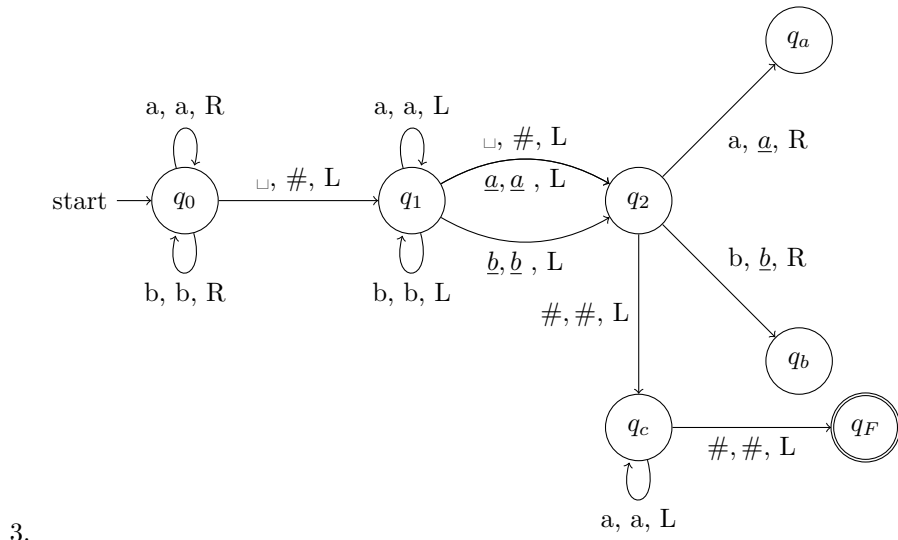 q_a
a, a, R
a, a, L
␣, #, L
a, a, R
␣, #, L
a, a , L
start
q_0
q_1
q_2
b, b , L
b, b, R
b, b, R
b, b, L
#, #, L
q_b
q_c
q_F
#, #, L
a, a, L
3.